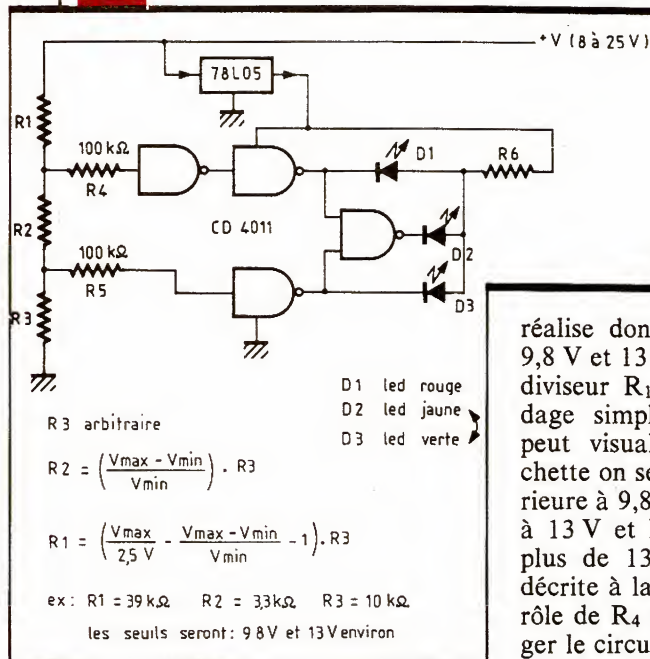 +V (8 à 25V)
78L05
R1
100 kΩ
R4
D1
R6
R2
CD 4011
D2
100 kΩ
R5
D3
R3
D1 led rouge
D2 led jaune
D3 led verte
R3 arbitraire
R2 = (Vmax - Vmin / Vmin) . R3
R1 = (Vmax / 2,5 V - Vmax - Vmin / Vmin - 1) . R3
ex: R1 = 39 kΩ R2 = 3,3 kΩ R3 = 10 kΩ
les seuils seront: 9 8V et 13V environ
réalise don
9,8 V et 13
diviseur R₁
dage simpl
peut visual
chette on se
rieure à 9,8
à 13 V et
plus de 13
décrite à la
rôle de R₄
ger le circu